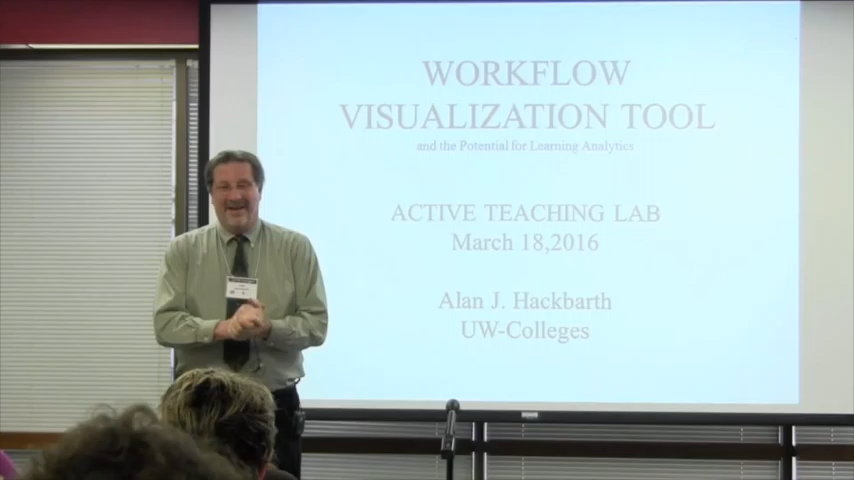 WORKFLOW
VISUALIZATION TOOL
and the Potential for Learning Analytics
ACTIVE TEACHING LAB
March 18,2016
Alan J. Hackbarth
UW-Colleges